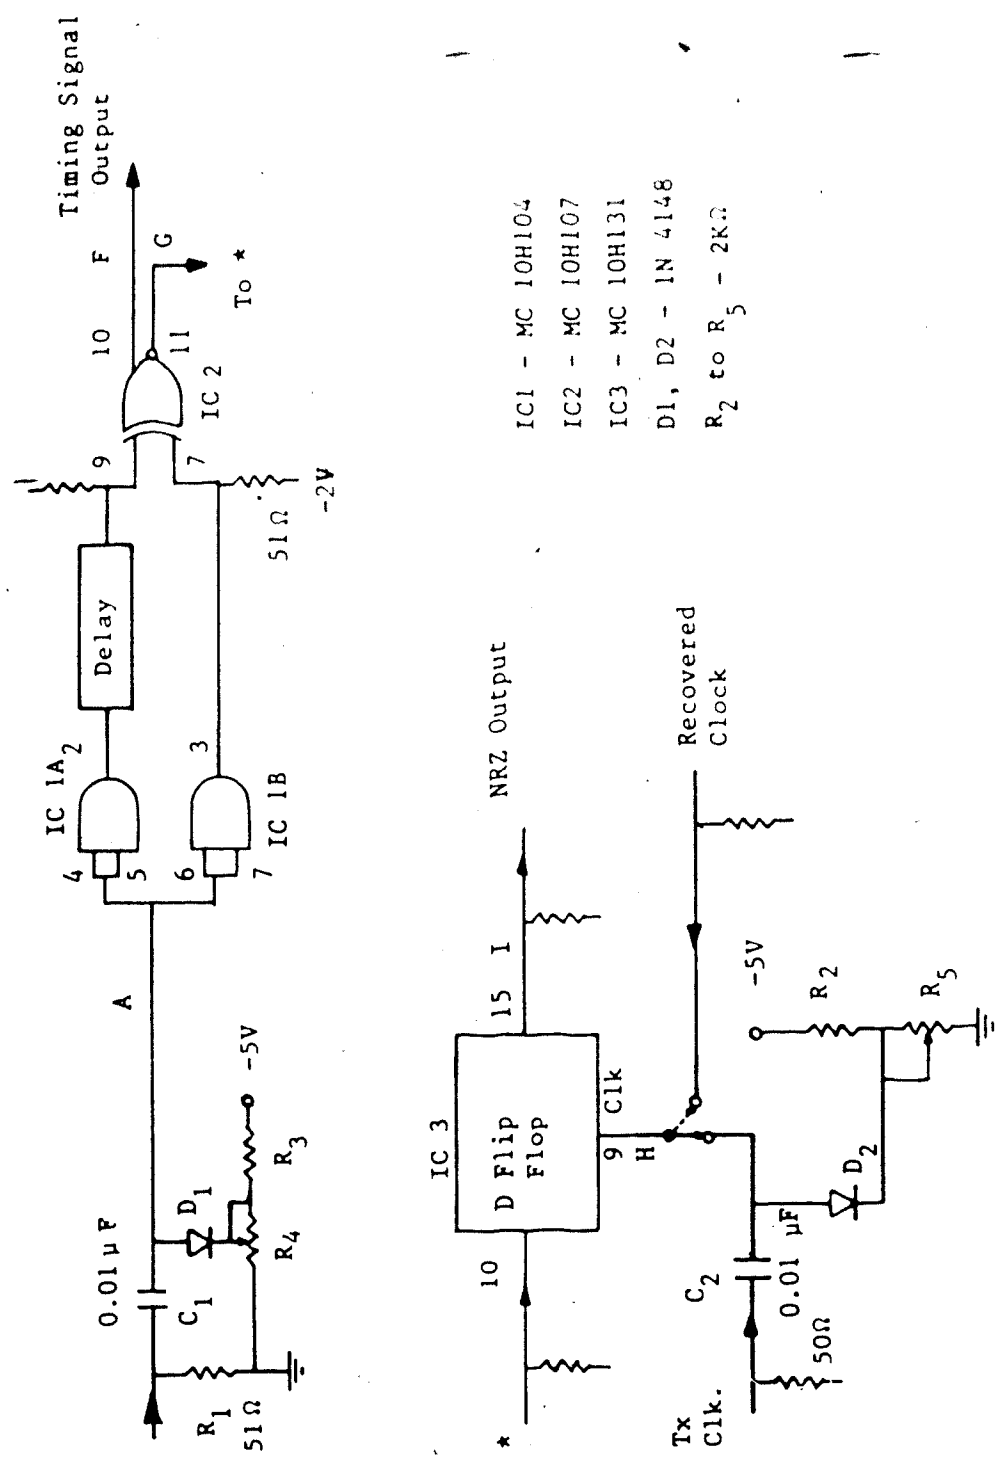 Timing Signal
Output
0.01 μF
C1
R1
51Ω
D1
R4
R3
-5V
A
IC 1A
4
5
2
6
7
3
IC 1B
Delay
9
7
51Ω
-2V
10
F
11
G
IC 2
To *
*
10
IC 3
D Flip
Flop
15
I
NRZ Output
9
Clk
H
Recovered
Clock
Tx
Clk.
50Ω
C2
0.01
μF
D2
-5V
R2
R5
IC1 - MC 10H104
IC2 - MC 10H107
IC3 - MC 10H131
D1, D2 - 1N 4148
R2 to R5 - 2KΩ